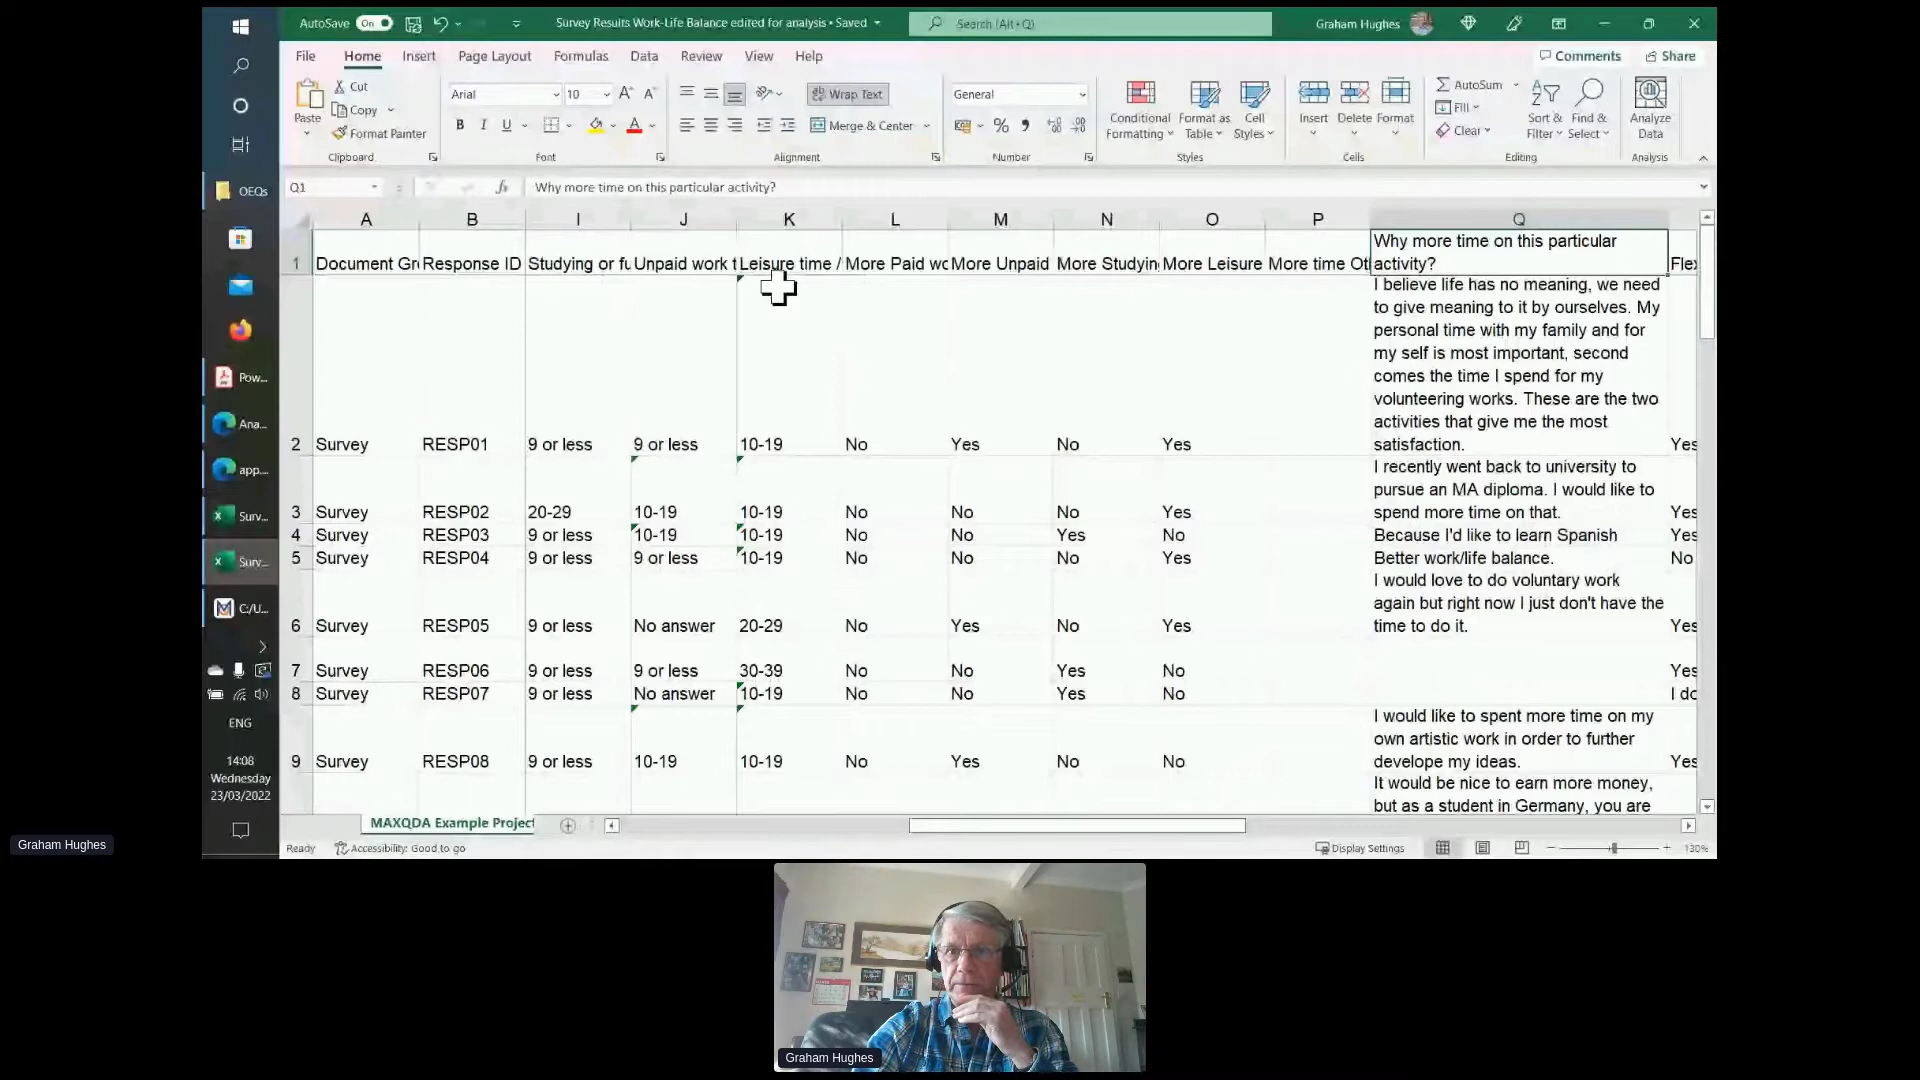 AutoSave On Survey Results Work-Life Balance edited for analysis • Saved Search (Alt+Q) Graham Hughes
File Home Insert Page Layout Formulas Data Review View Help Comments Share
Paste Cut Copy Format Painter Clipboard
Arial 10 A A B I U A Font
Wrap Text Merge & Center Alignment
General % Number
Conditional Formatting Format as Table Cell Styles Styles
Insert Delete Format Cells
AutoSum Fill Clear Sort & Filter Find & Select Editing
Analyze Data Analysis
Q1 fx Why more time on this particular activity?
A B I J K L M N O P Q
1 Document Gr Response ID Studying or fu Unpaid work t Leisure time / More Paid wo More Unpaid More Studyin More Leisure More time Ot Why more time on this particular
activity? Flex
I believe life has no meaning, we need
to give meaning to it by ourselves. My
personal time with my family and for
my self is most important, second
comes the time I spend for my
volunteering works. These are the two
activities that give me the most
2 Survey RESP01 9 or less 9 or less 10-19 No Yes No Yes satisfaction. Yes
I recently went back to university to
pursue an MA diploma. I would like to
3 Survey RESP02 20-29 10-19 10-19 No No No Yes spend more time on that. Yes
4 Survey RESP03 9 or less 10-19 10-19 No No Yes No Because I'd like to learn Spanish Yes
5 Survey RESP04 9 or less 9 or less 10-19 No No No Yes Better work/life balance. No
I would love to do voluntary work
again but right now I just don't have the
6 Survey RESP05 9 or less No answer 20-29 No Yes No Yes time to do it. Yes
7 Survey RESP06 9 or less 9 or less 30-39 No No Yes No Yes
8 Survey RESP07 9 or less No answer 10-19 No No Yes No I do
I would like to spent more time on my
own artistic work in order to further
9 Survey RESP08 9 or less 10-19 10-19 No Yes No No develope my ideas. Yes
It would be nice to earn more money,
but as a student in Germany, you are
MAXQDA Example Project
Ready Accessibility: Good to go Display Settings 130%
OEQs
Pow...
Ana...
app...
Surv...
Surv...
C:/U...
ENG
14:08
Wednesday
23/03/2022
Graham Hughes
Graham Hughes